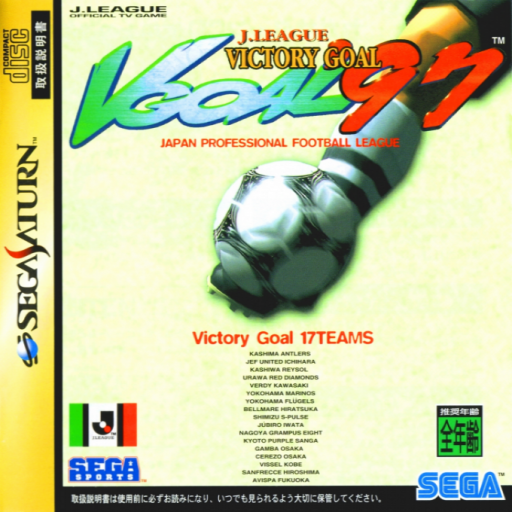 COMPACT
disc
取扱説明書
SEGA SATURN™
J.LEAGUE
OFFICIAL TV GAME
J.LEAGUE
VICTORY GOAL
VGOAL'97™
JAPAN PROFESSIONAL FOOTBALL LEAGUE
Victory Goal 17TEAMS
KASHIMA ANTLERS
JEF UNITED ICHIHARA
KASHIWA REYSOL
URAWA RED DIAMONDS
VERDY KAWASAKI
YOKOHAMA MARINOS
YOKOHAMA FLÜGELS
BELLMARE HIRATSUKA
SHIMIZU S-PULSE
JÚBIRO IWATA
NAGOYA GRAMPUS EIGHT
KYOTO PURPLE SANGA
GAMBA OSAKA
CEREZO OSAKA
VISSEL KOBE
SANFRECCE HIROSHIMA
AVISPA FUKUOKA
J.LEAGUE
SEGA
SPORTS
推奨年齢
全年齢
SEGA
取扱説明書は使用前に必ずお読みになり、いつでも見られるよう大切に保管してください。